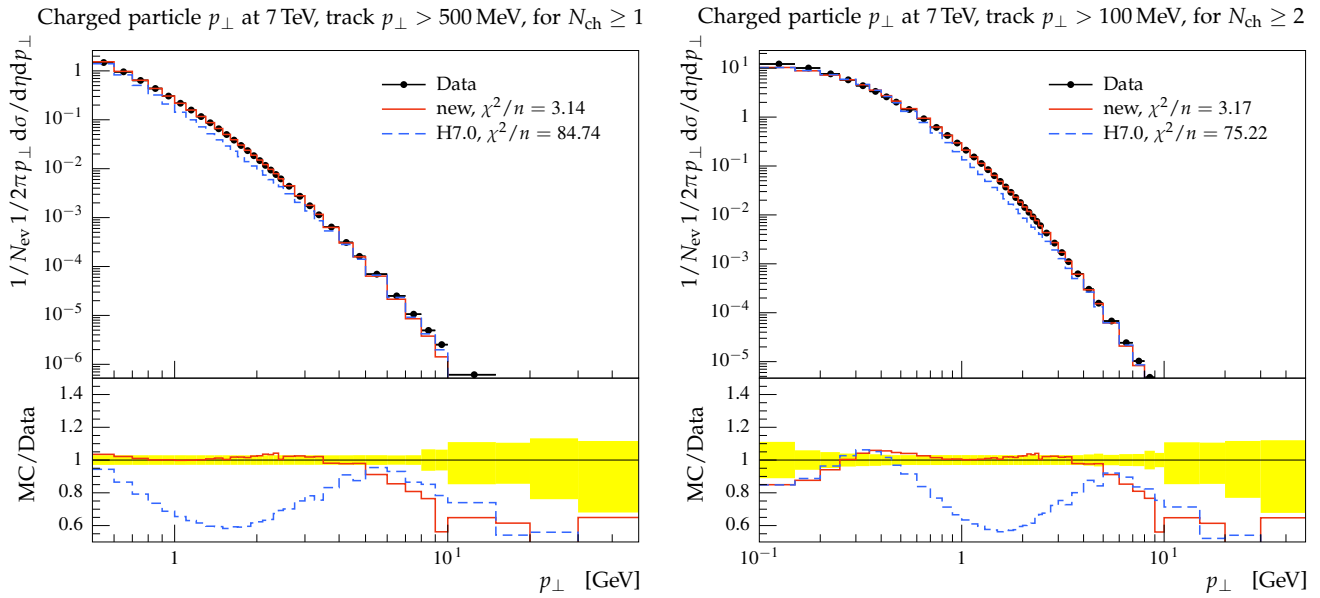 Charged particle p⊥ at 7 TeV, track p⊥ > 500 MeV, for Nch ≥ 1
1/Nev 1/2πp⊥ dσ/dηdp⊥
1
10⁻¹
10⁻²
10⁻³
10⁻⁴
10⁻⁵
10⁻⁶
Data
new, χ²/n = 3.14
H7.0, χ²/n = 84.74
MC/Data
1.4
1.2
1
0.8
0.6
1
10¹
p⊥ [GeV]
Charged particle p⊥ at 7 TeV, track p⊥ > 100 MeV, for Nch ≥ 2
1/Nev 1/2πp⊥ dσ/dηdp⊥
10¹
1
10⁻¹
10⁻²
10⁻³
10⁻⁴
10⁻⁵
Data
new, χ²/n = 3.17
H7.0, χ²/n = 75.22
MC/Data
1.4
1.2
1
0.8
0.6
10⁻¹
1
10¹
p⊥ [GeV]